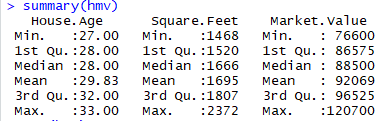 > summary(hmv)
House.Age Square.Feet Market.Value
Min. :27.00 Min. :1468 Min. : 76600
1st Qu.:28.00 1st Qu.:1520 1st Qu.: 86575
Median :28.00 Median :1666 Median : 88500
Mean :29.83 Mean :1695 Mean : 92069
3rd Qu.:32.00 3rd Qu.:1807 3rd Qu.: 96525
Max. :33.00 Max. :2372 Max. :120700